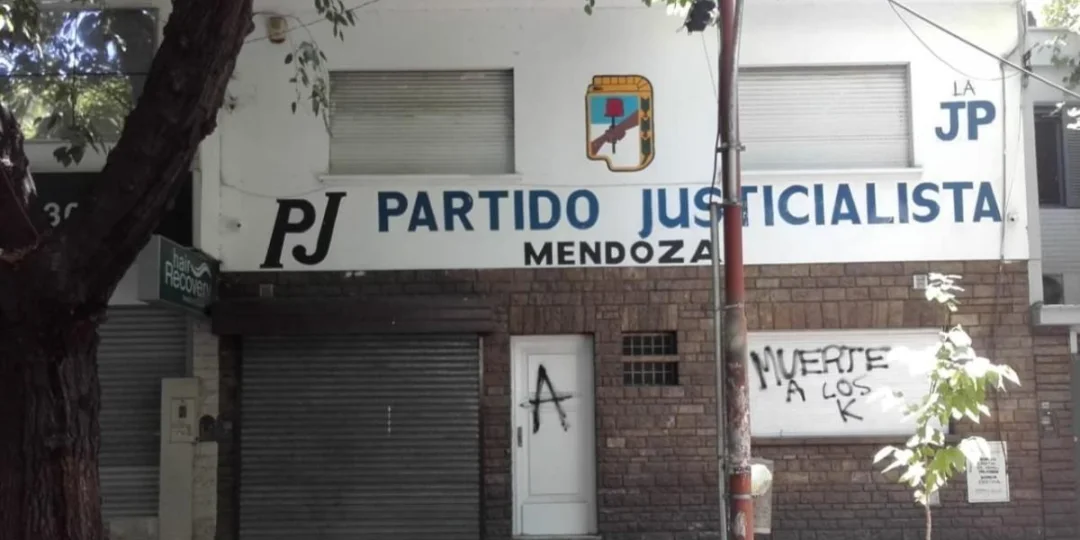 LA
JP
PJ PARTIDO JUSTICIALISTA
MENDOZA
hair
Recovery
A
MUERTE
A LOS
K